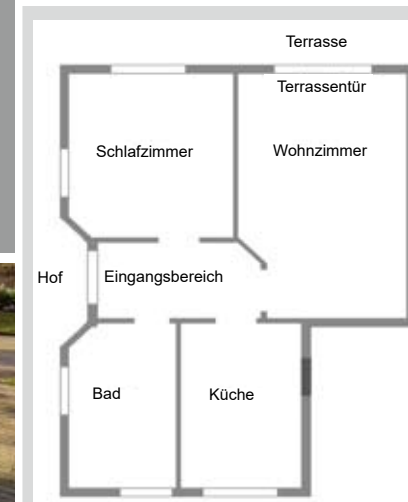 Terrasse
Terrassentür
Schlafzimmer
Wohnzimmer
Hof
Eingangsbereich
Bad
Küche